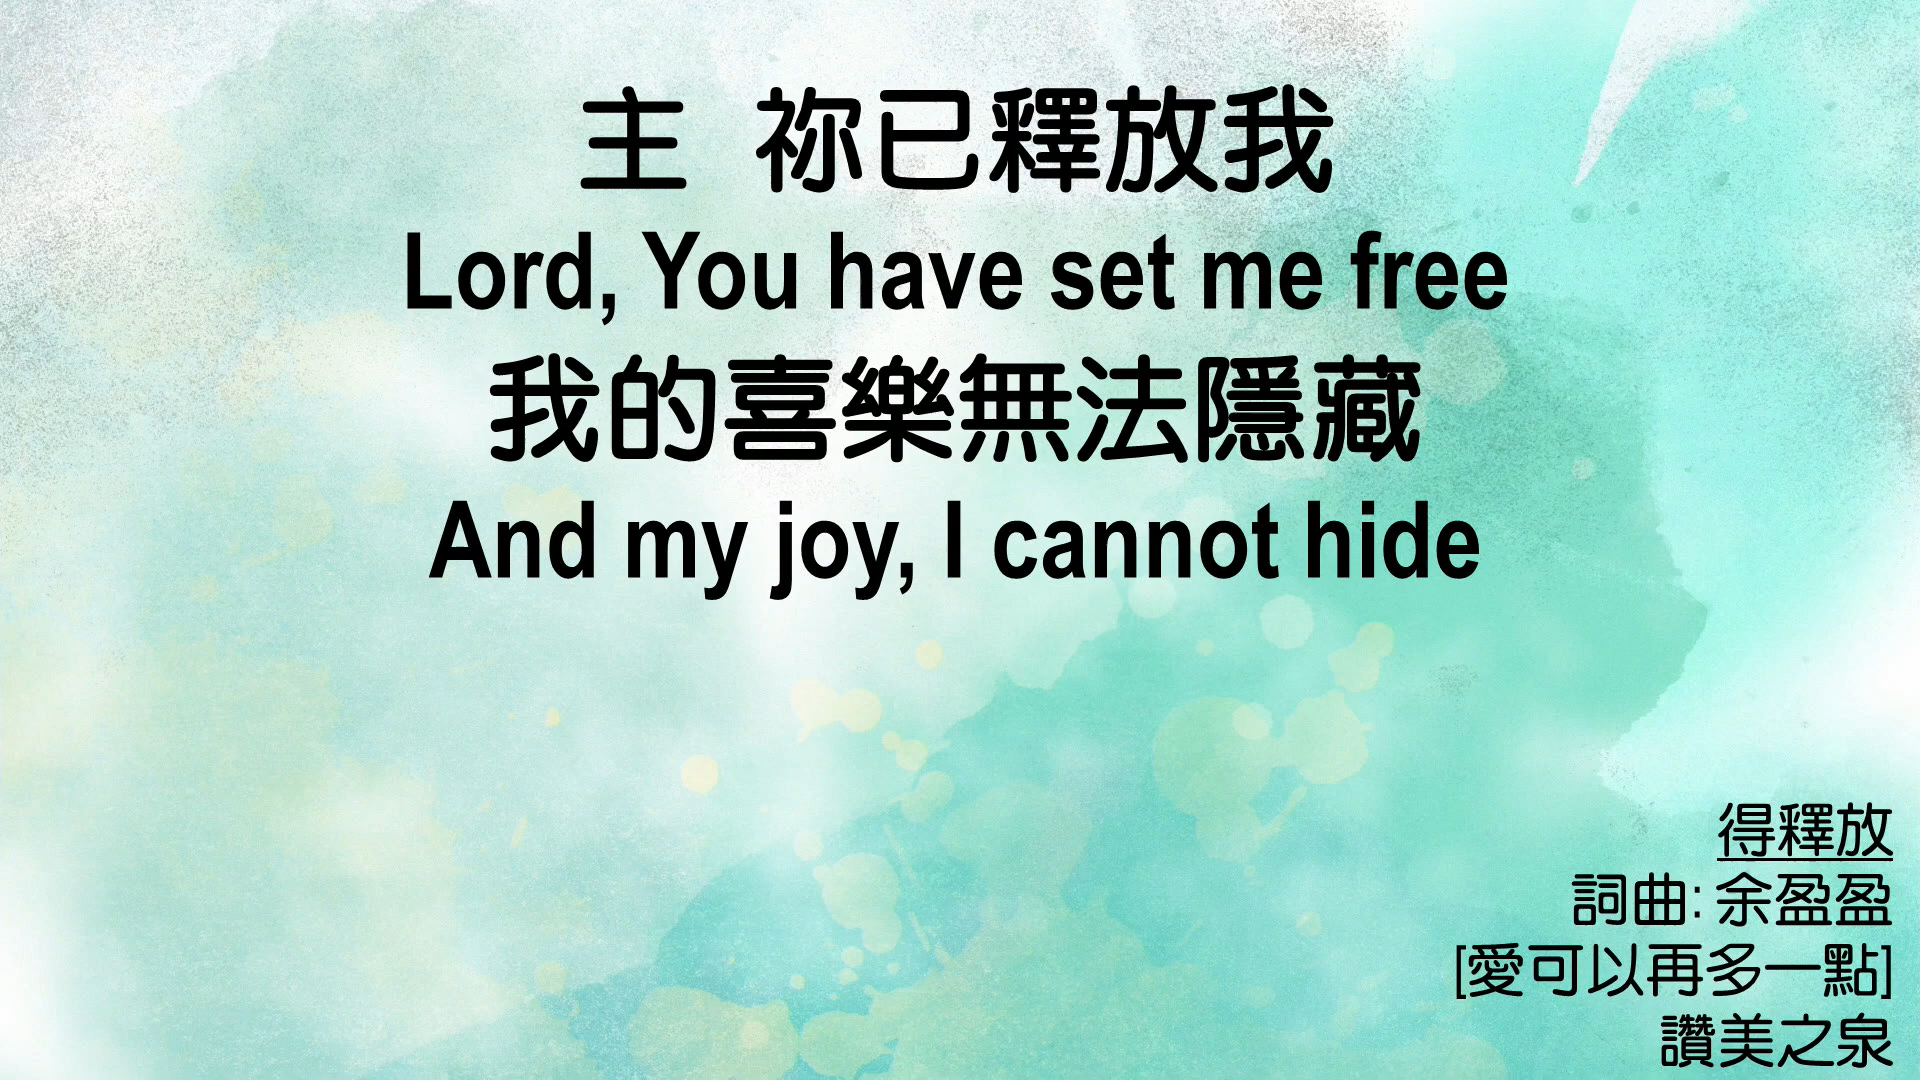 主 祢已釋放我
Lord, You have set me free
我的喜樂無法隱藏
And my joy, I cannot hide
得釋放
詞曲: 余盈盈
[愛可以再多一點]
讚美之泉